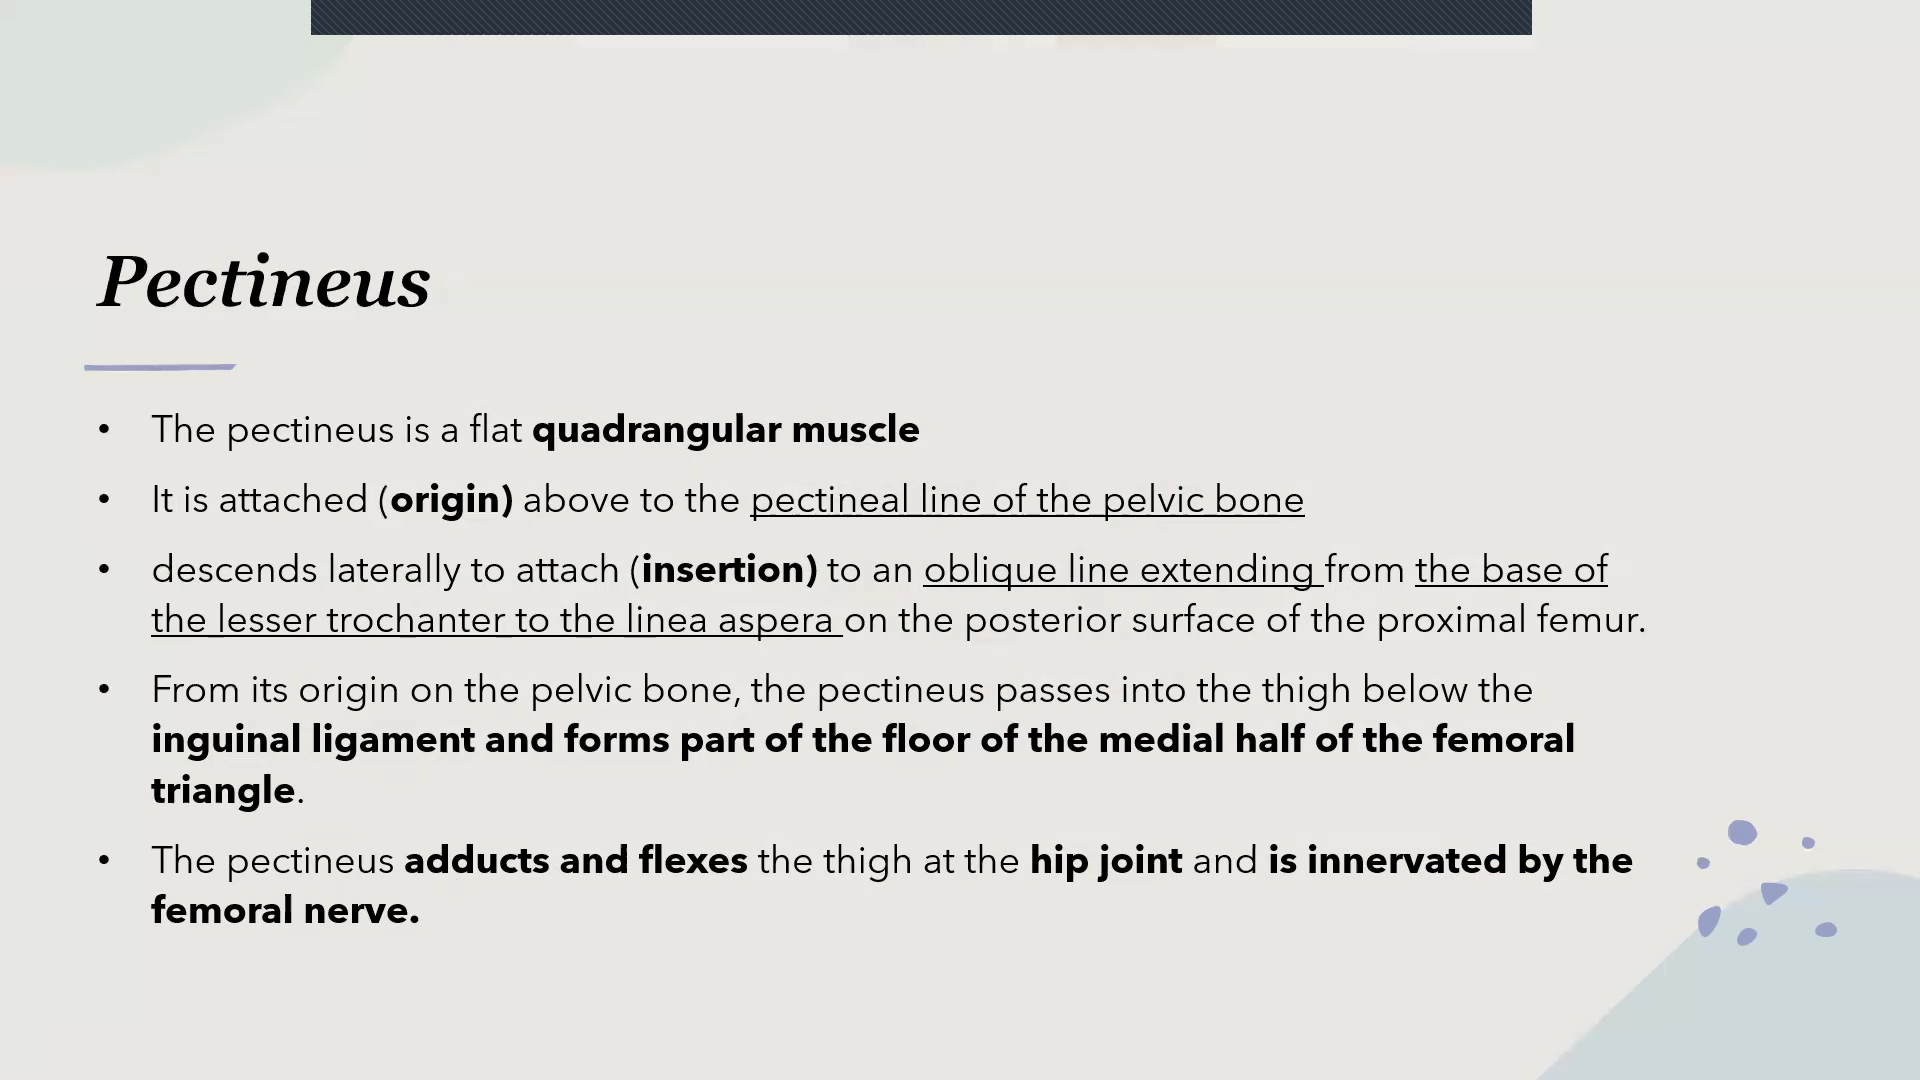 Pectineus
• The pectineus is a flat quadrangular muscle
• It is attached (origin) above to the pectineal line of the pelvic bone
• descends laterally to attach (insertion) to an oblique line extending from the base of
the lesser trochanter to the linea aspera on the posterior surface of the proximal femur.
• From its origin on the pelvic bone, the pectineus passes into the thigh below the
inguinal ligament and forms part of the floor of the medial half of the femoral
triangle.
• The pectineus adducts and flexes the thigh at the hip joint and is innervated by the
femoral nerve.